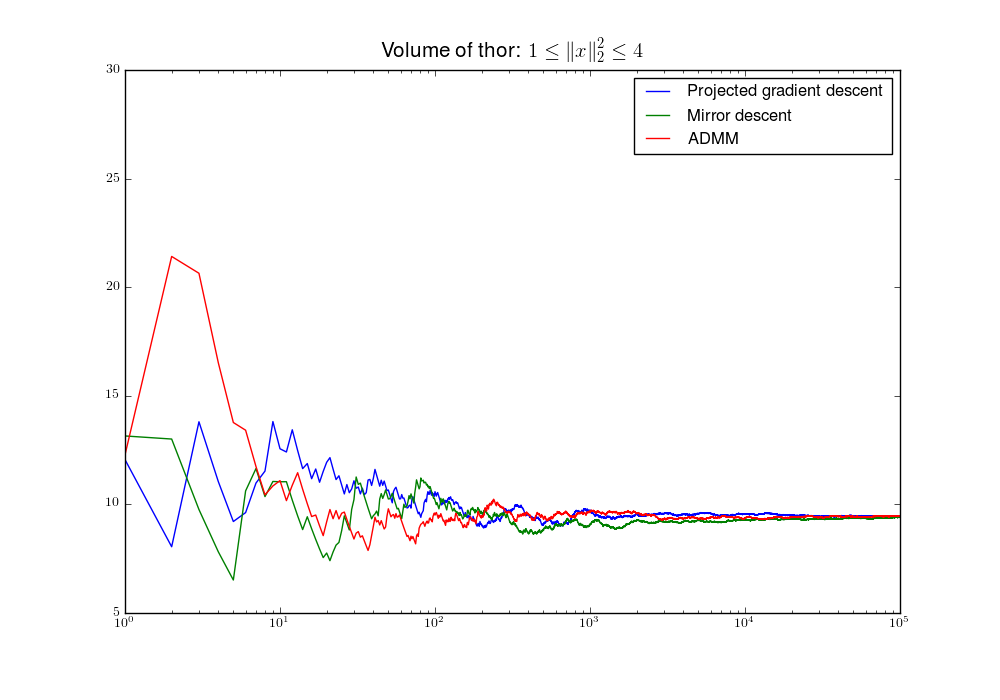 Volume of thor: 1 ≤ ‖x‖₂² ≤ 4
30
25
20
15
10
5
Projected gradient descent
Mirror descent
ADMM
10⁰ 10¹ 10² 10³ 10⁴ 10⁵